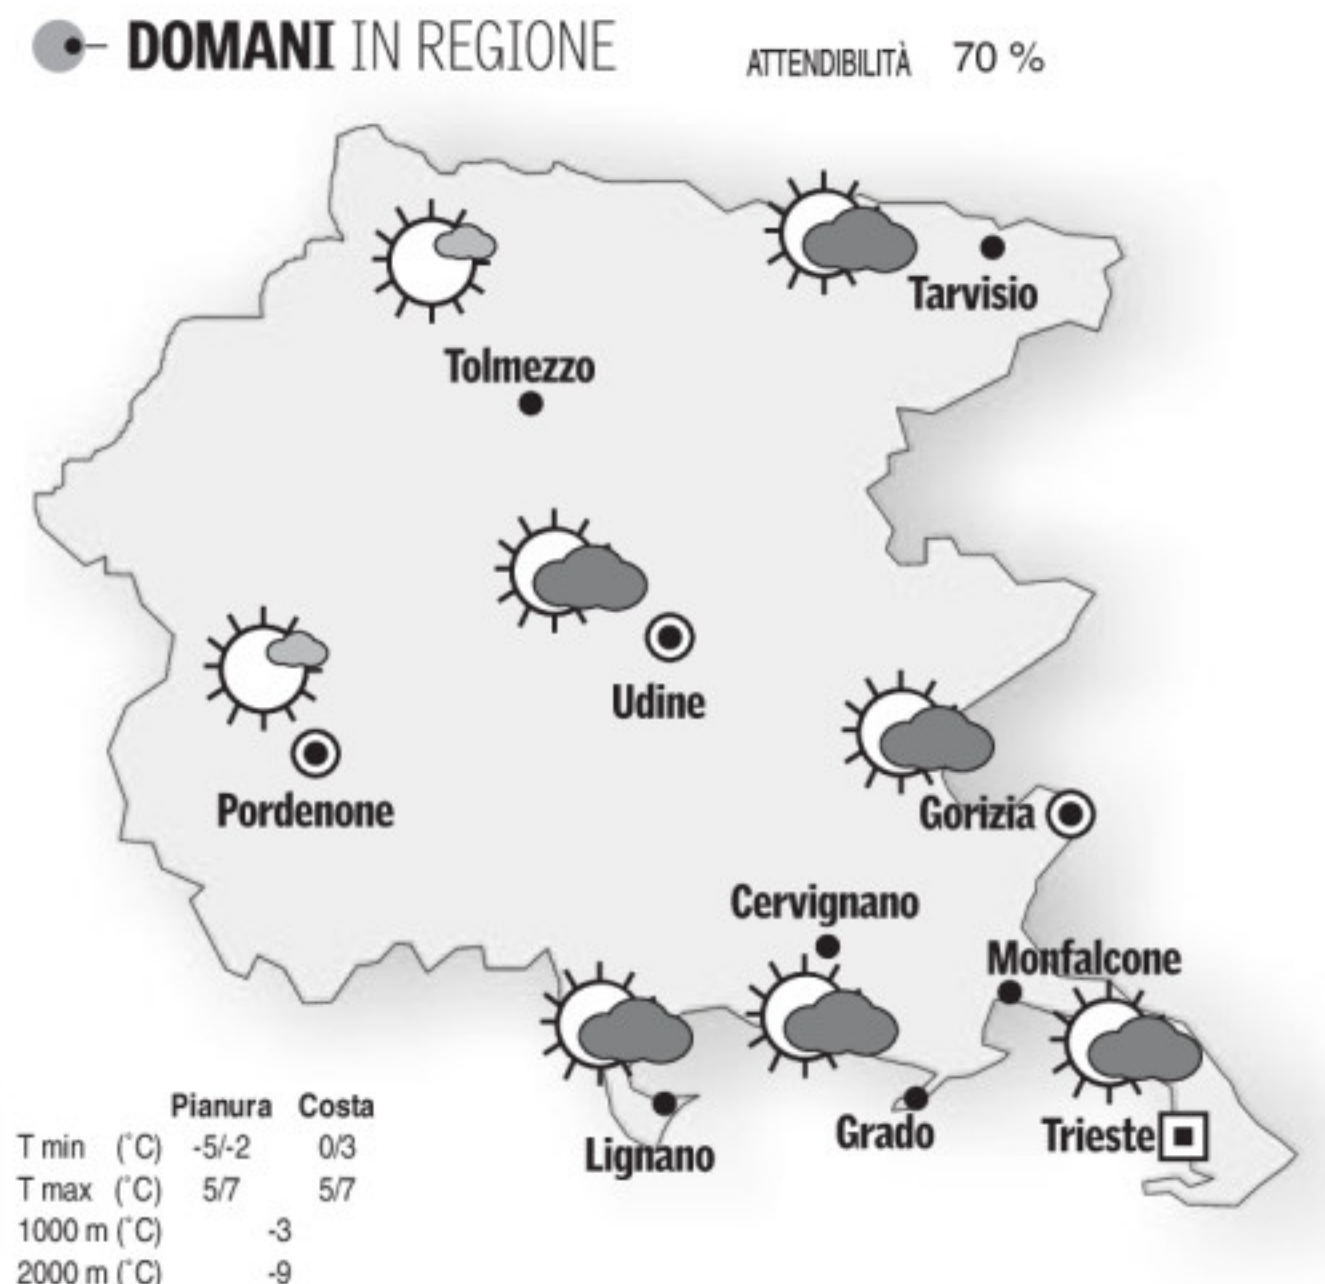 DOMANI IN REGIONE
ATTENDIBILITÀ 70 %
Tarvisio
Tolmezzo
Udine
Pordenone
Gorizia
Cervignano
Monfalcone
Grado
Trieste
Lignano
Pianura Costa
T min (°C) -5/-2 0/3
T max (°C) 5/7 5/7
1000 m (°C) -3
2000 m (°C) -9